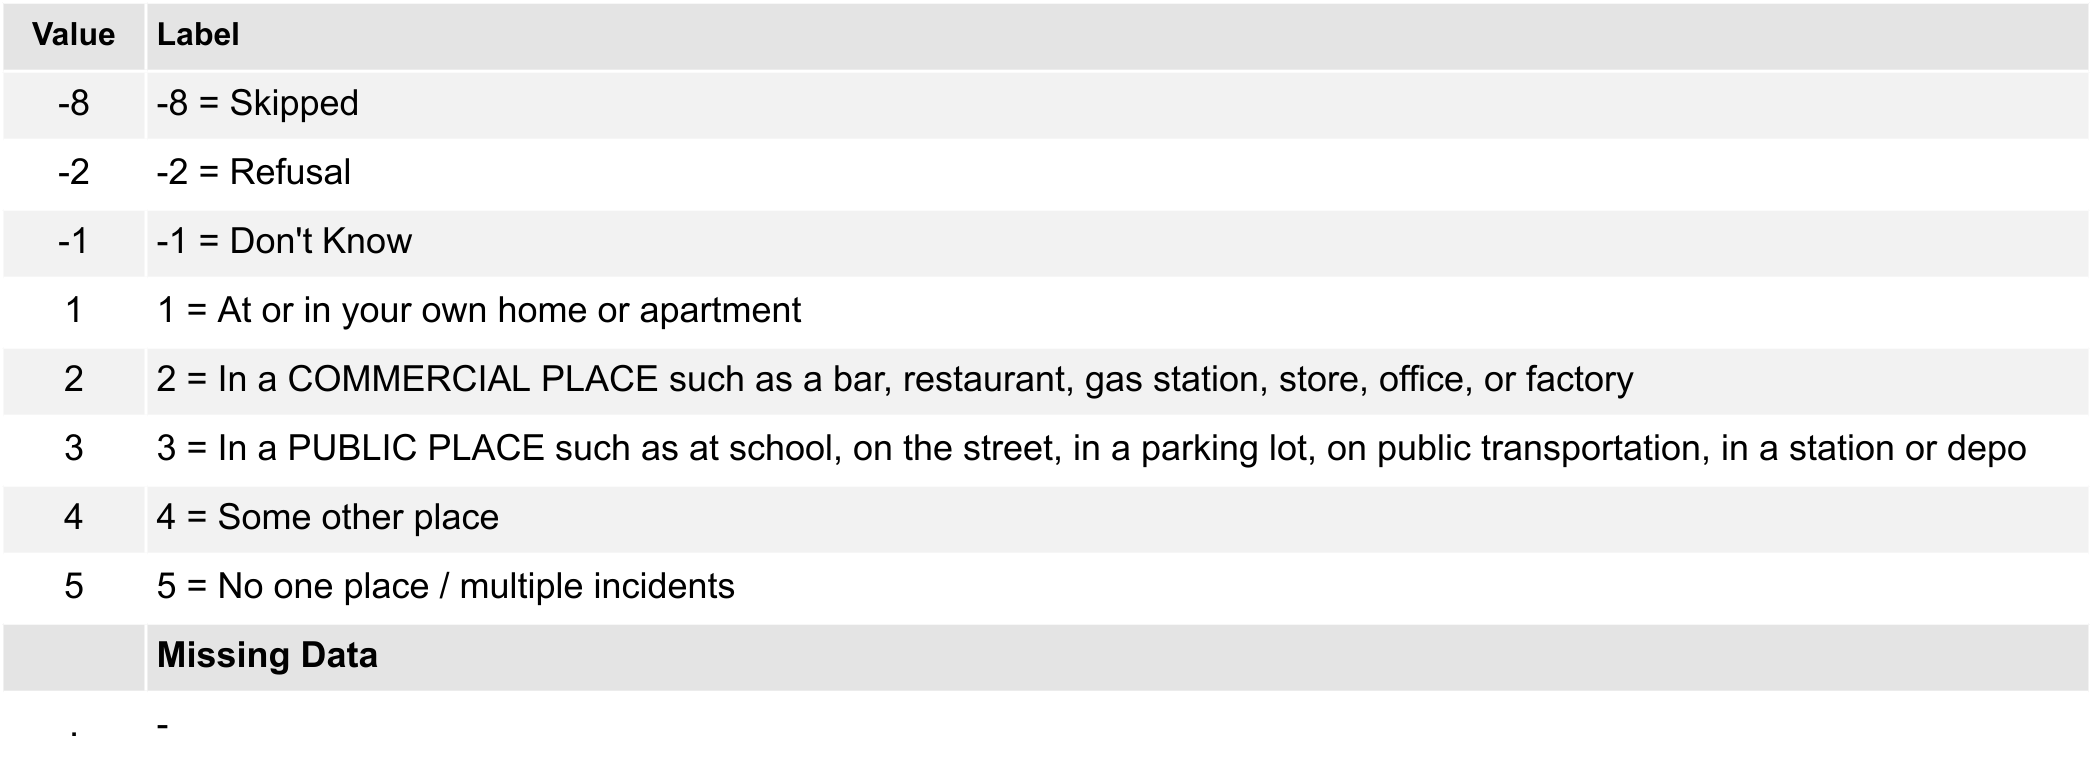 Value Label
-8 -8 = Skipped
-2 -2 = Refusal
-1 -1 = Don't Know
1 1 = At or in your own home or apartment
2 2 = In a COMMERCIAL PLACE such as a bar, restaurant, gas station, store, office, or factory
3 3 = In a PUBLIC PLACE such as at school, on the street, in a parking lot, on public transportation, in a station or depo
4 4 = Some other place
5 5 = No one place / multiple incidents
Missing Data
. -